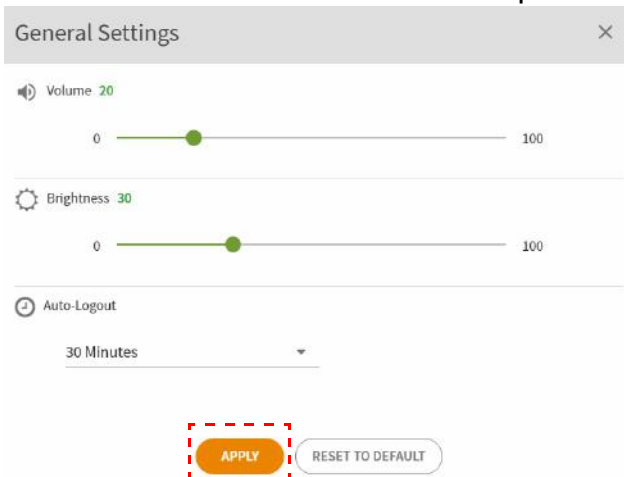 General Settings
Volume 20
0 100
Brightness 30
0 100
Auto-Logout
30 Minutes
APPLY RESET TO DEFAULT